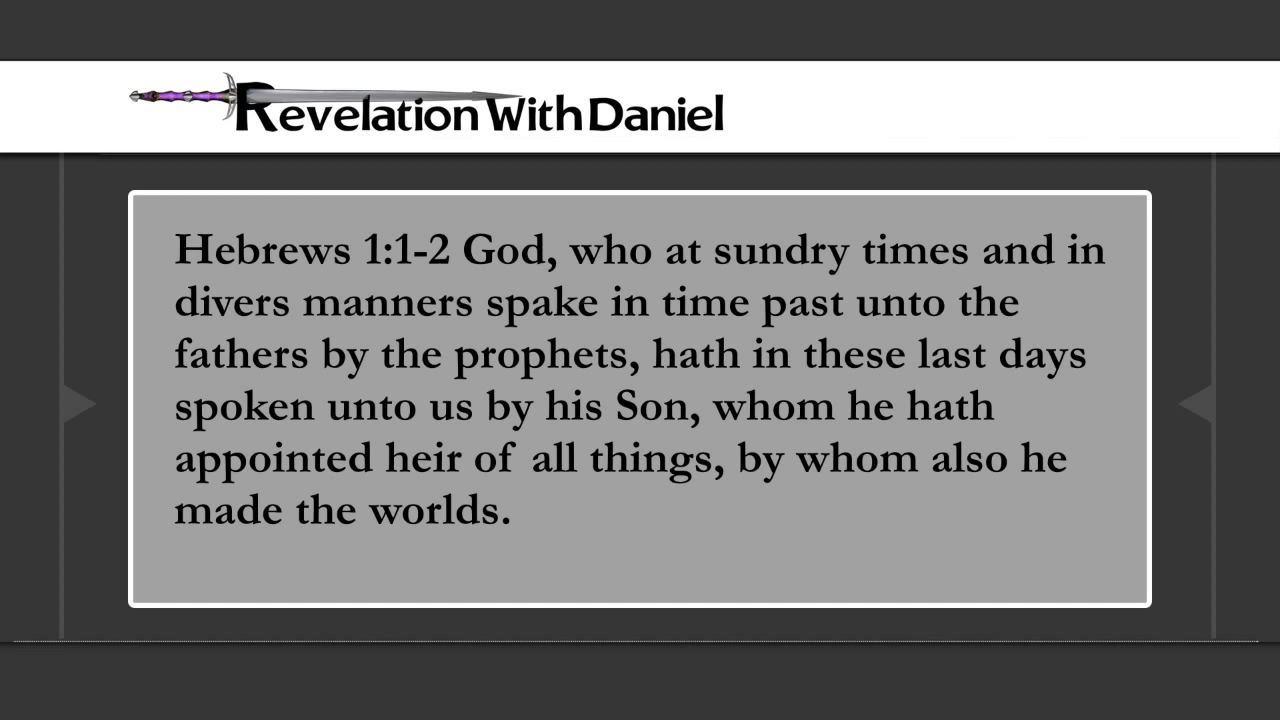 Revelation With Daniel
Hebrews 1:1-2 God, who at sundry times and in
divers manners spake in time past unto the
fathers by the prophets, hath in these last days
spoken unto us by his Son, whom he hath
appointed heir of all things, by whom also he
made the worlds.